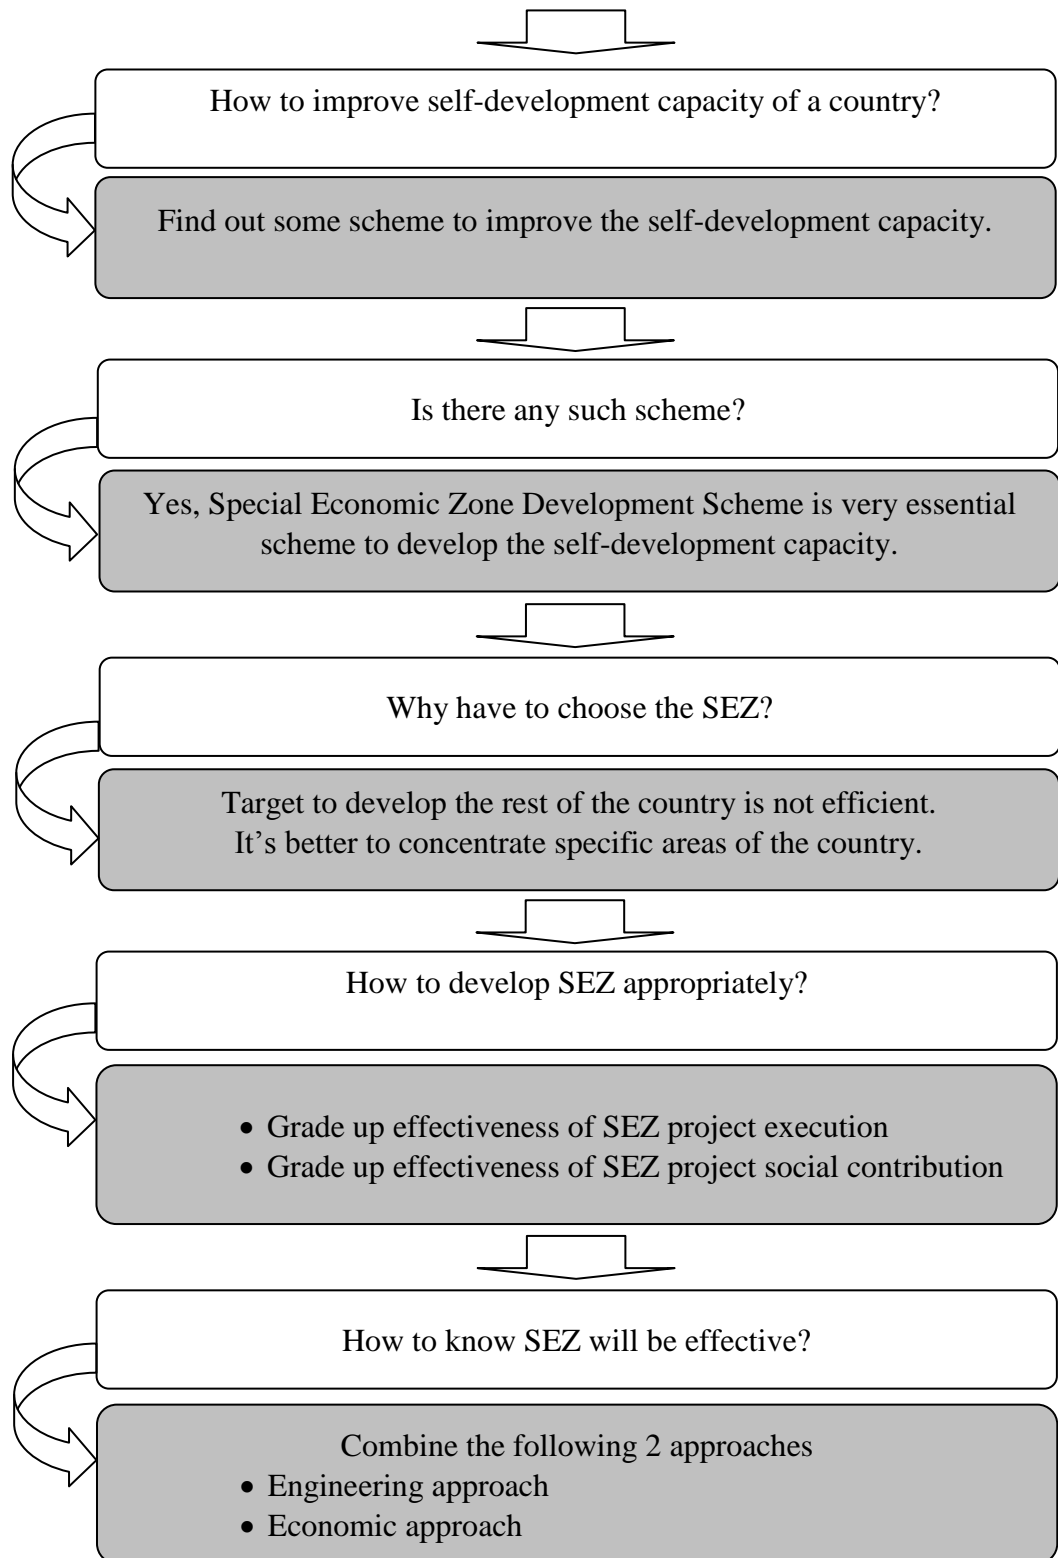 How to improve self-development capacity of a country?
Find out some scheme to improve the self-development capacity.
Is there any such scheme?
Yes, Special Economic Zone Development Scheme is very essential
scheme to develop the self-development capacity.
Why have to choose the SEZ?
Target to develop the rest of the country is not efficient.
It’s better to concentrate specific areas of the country.
How to develop SEZ appropriately?
• Grade up effectiveness of SEZ project execution
• Grade up effectiveness of SEZ project social contribution
How to know SEZ will be effective?
Combine the following 2 approaches
• Engineering approach
• Economic approach